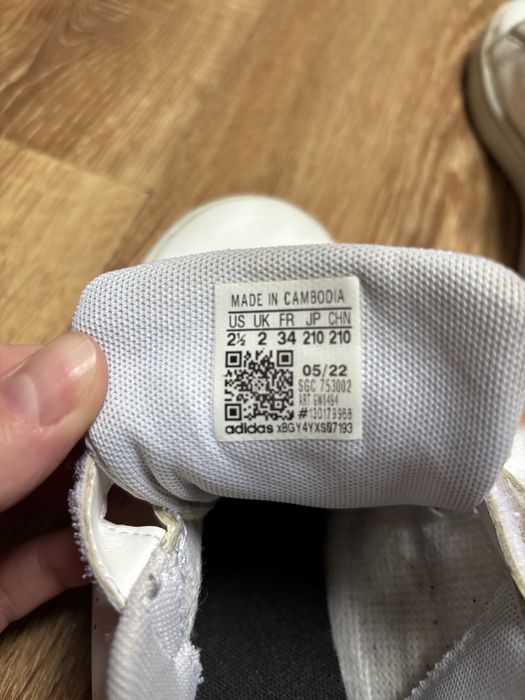 MADE IN CAMBODIA
US UK FR JP CHN
2½ 2 34 210 210
05/22
SGC 753002
ART GW6494
#130179968
adidas xBGY4YXS07193